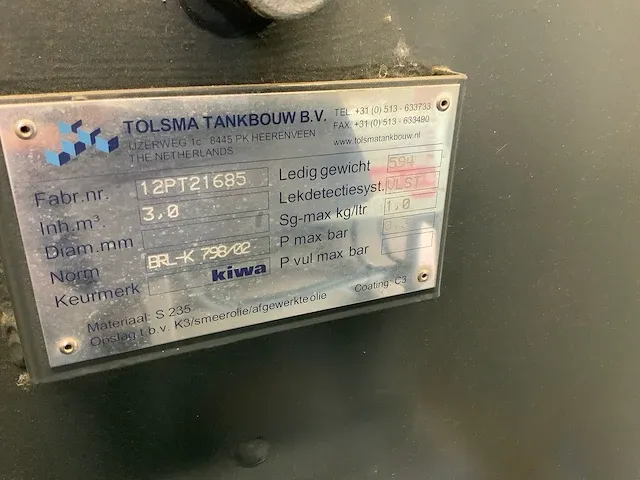 TOLSMA TANKBOUW B.V.
IJZERWEG 1c 8445 PK HEERENVEEN
THE NETHERLANDS
TEL. +31 (0) 513 - 633733
FAX. +31 (0) 513 - 633490
www.tolsmatankbouw.nl
Fabr.nr. 12PT21685
Inh.m³. 3,0
Diam.mm
Norm BRL-K 798/02
Keurmerk kiwa
Ledig gewicht 594
Lekdetectiesyst. VLST
Sg-max kg/ltr 1,0
P max bar
P vul max bar
Materiaal: S 235
Opslag t.b.v. K3/smeerolie/afgewerkte olie
Coating: C3